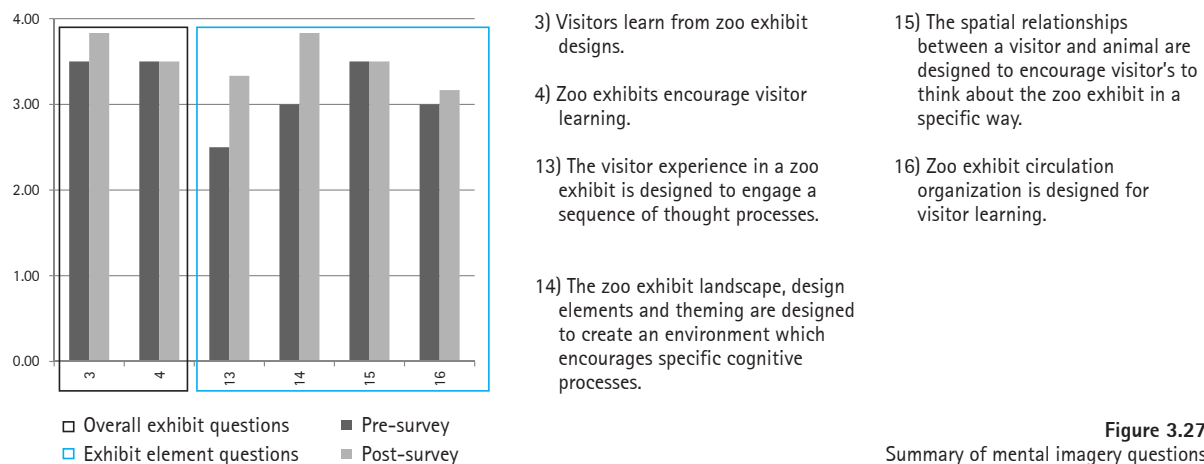 4.00
3.00
2.00
1.00
0.00
3
4
13
14
15
16
Overall exhibit questions
Exhibit element questions
Pre-survey
Post-survey
3) Visitors learn from zoo exhibit
designs.
4) Zoo exhibits encourage visitor
learning.
13) The visitor experience in a zoo
exhibit is designed to engage a
sequence of thought processes.
14) The zoo exhibit landscape, design
elements and theming are designed
to create an environment which
encourages specific cognitive
processes.
15) The spatial relationships
between a visitor and animal are
designed to encourage visitor's to
think about the zoo exhibit in a
specific way.
16) Zoo exhibit circulation
organization is designed for
visitor learning.
Figure 3.27
Summary of mental imagery questions